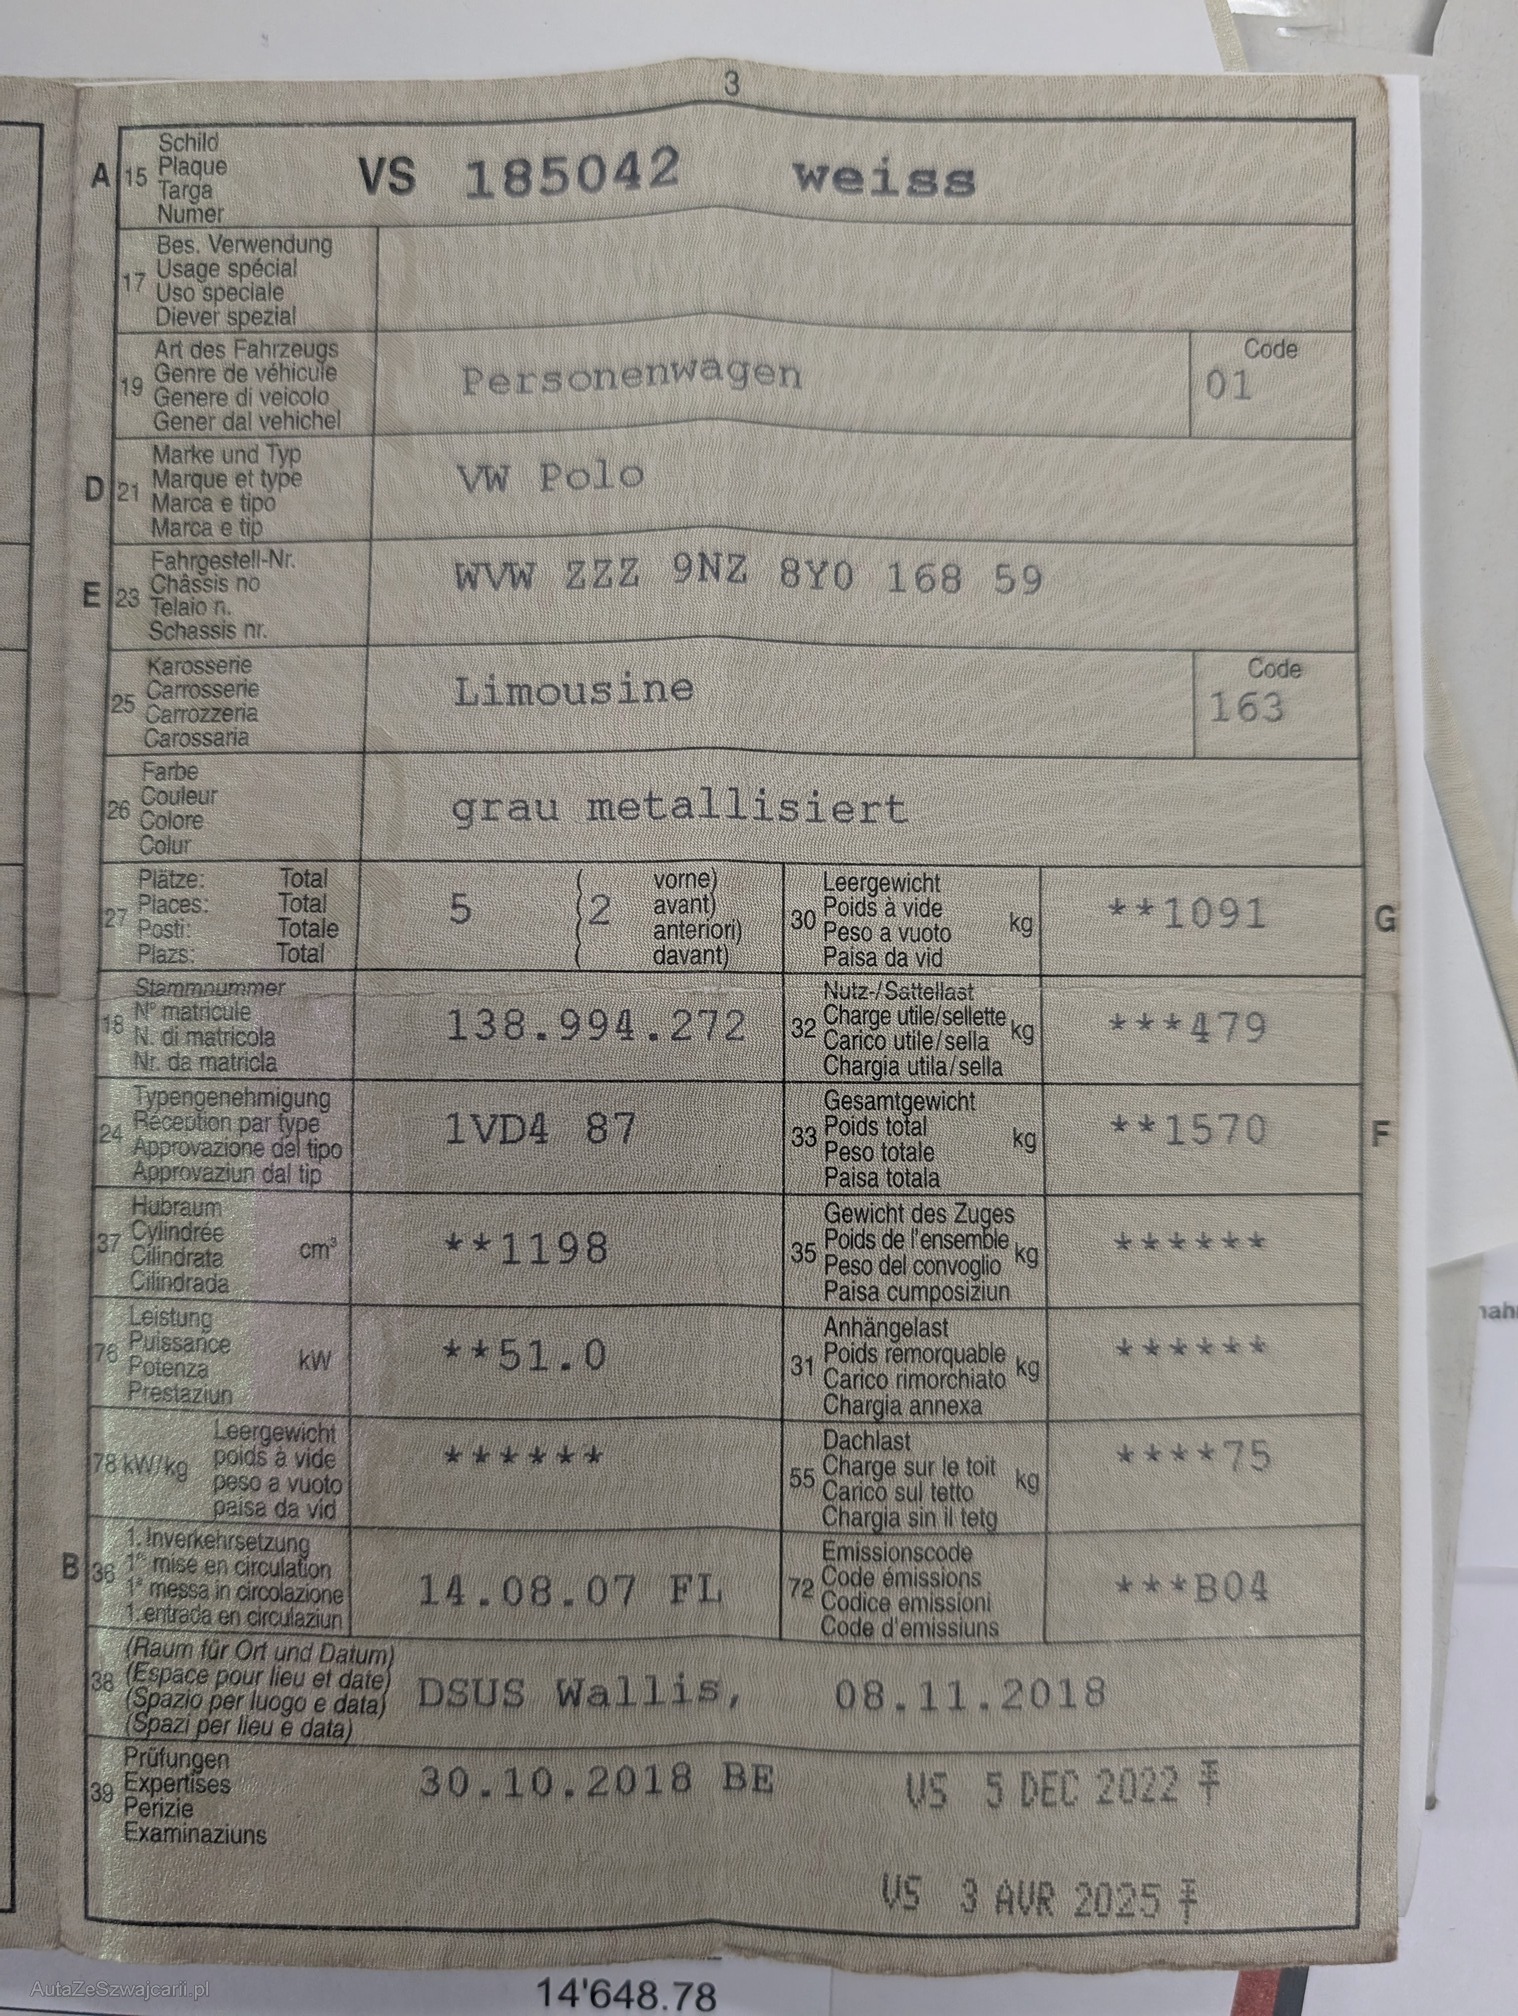 3
A 15 Schild
Plaque
Targa
Numer
VS 185042 weiss
17 Bes. Verwendung
Usage spécial
Uso speciale
Diever spezial
19 Art des Fahrzeugs
Genre de véhicule
Genere di veicolo
Gener dal vehichel
Personenwagen
Code
01
D 21 Marke und Typ
Marque et type
Marca e tipo
Marca e tip
VW Polo
E 23 Fahrgestell-Nr.
Châssis no
Telaio n.
Schassis nr.
WVW ZZZ 9NZ 8Y0 168 59
25 Karosserie
Carrosserie
Carrozzeria
Carossaria
Limousine
Code
163
26 Farbe
Couleur
Colore
Colur
grau metallisiert
27 Plätze: Total
Places: Total
Posti: Totale
Plazs: Total
5 (2 vorne)
avant)
anteriori)
davant)
30 Leergewicht
Poids à vide
Peso a vuoto
Paisa da vid
kg
**1091
G
18 Stammnummer
N° matricule
N. di matricola
Nr. da matricla
138.994.272
32 Nutz-/Sattellast
Charge utile/sellette
Carico utile/sella
Chargia utila/sella
kg
***479
24 Typengenehmigung
Réception par type
Approvazione del tipo
Approvaziun dal tip
1VD4 87
33 Gesamtgewicht
Poids total
Peso totale
Paisa totala
kg
**1570
F
37 Hubraum
Cylindrée
Cilindrata
Cilindrada
cm³
**1198
35 Gewicht des Zuges
Poids de l'ensemble
Peso del convoglio
Paisa cumposiziun
kg
******
76 Leistung
Puissance
Potenza
Prestaziun
kW
**51.0
31 Anhängelast
Poids remorquable
Carico rimorchiato
Chargia annexa
kg
******
78 kW/kg Leergewicht
poids à vide
peso a vuoto
paisa da vid
******
55 Dachlast
Charge sur le toit
Carico sul tetto
Chargia sin il tetg
kg
****75
B 36 1. Inverkehrsetzung
1re mise en circulation
1a messa in circolazione
1. entrada en circulaziun
14.08.07 FL
72 Emissionscode
Code émissions
Codice emissioni
Code d'emissiuns
***B04
38 (Raum für Ort und Datum)
(Espace pour lieu et date)
(Spazio per luogo e data)
(Spazi per lieu e data)
DSUS Wallis, 08.11.2018
39 Prüfungen
Expertises
Perizie
Examinaziuns
30.10.2018 BE
VS 5 DEC 2022
VS 3 AVR 2025
AutaZeSzwajcarii.pl
14'648.78